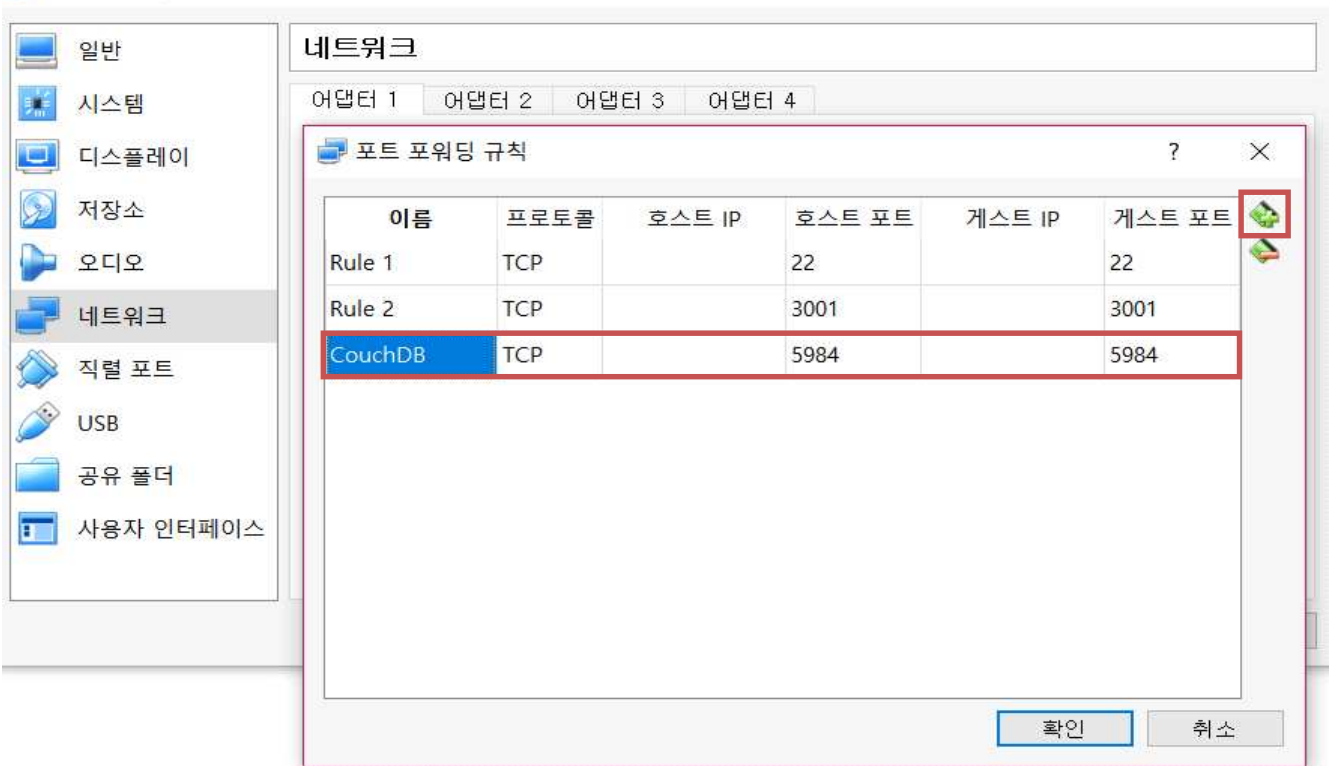 일반
시스템
디스플레이
저장소
오디오
네트워크
직렬 포트
USB
공유 폴더
사용자 인터페이스
네트워크
어댑터 1 어댑터 2 어댑터 3 어댑터 4
포트 포워딩 규칙 ?
이름 프로토콜 호스트 IP 호스트 포트 게스트 IP 게스트 포트
Rule 1 TCP 22 22
Rule 2 TCP 3001 3001
CouchDB TCP 5984 5984
확인 취소